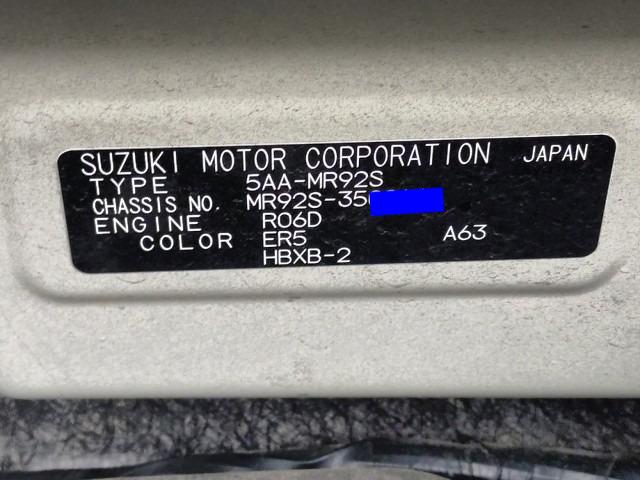 SUZUKI MOTOR CORPORATION JAPAN
TYPE 5AA-MR92S
CHASSIS NO. MR92S-35
ENGINE R06D
COLOR ER5 A63
HBXB-2